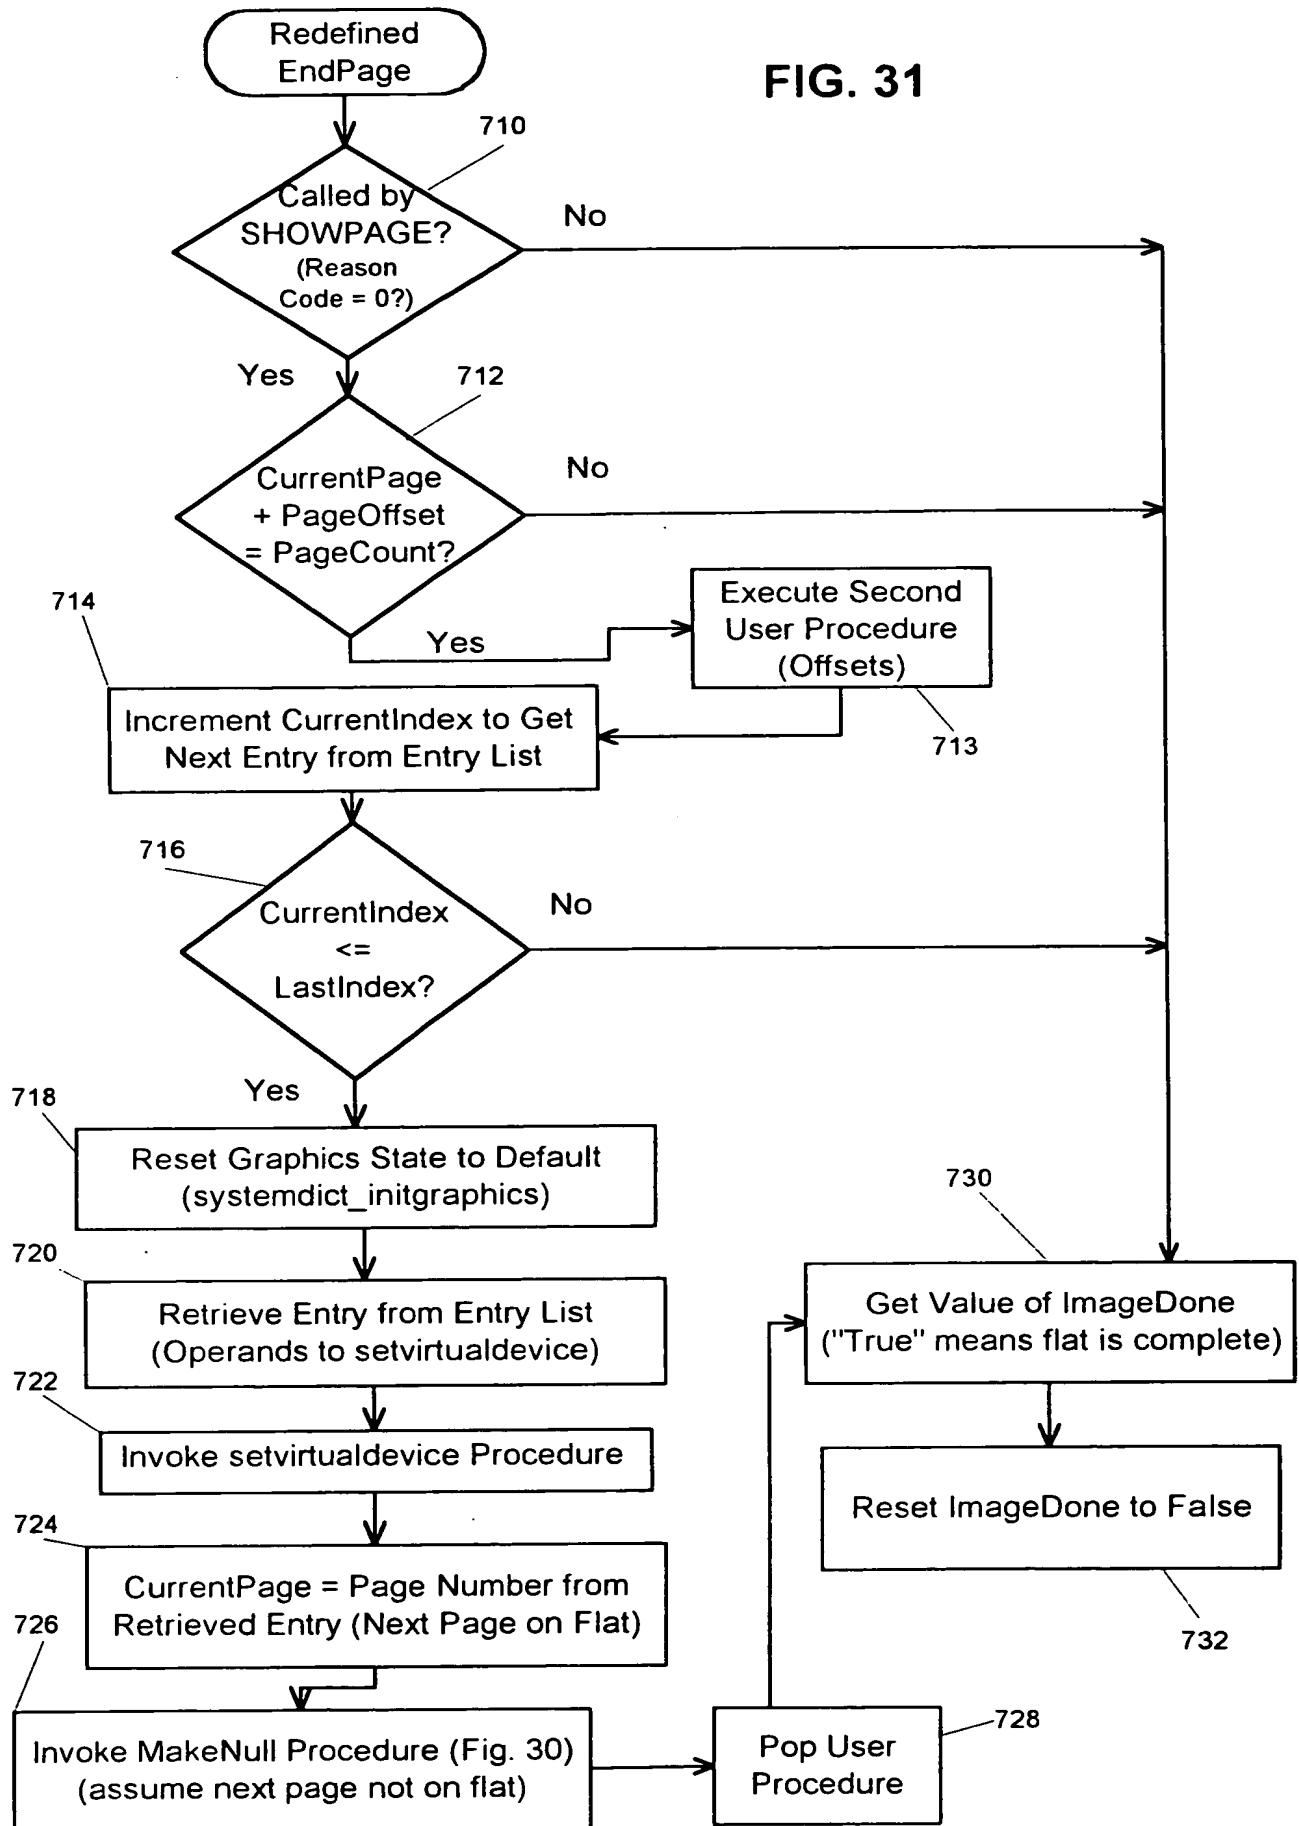 Redefined
EndPage
FIG. 31
710
Called by
SHOWPAGE?
(Reason
Code = 0?)
No
Yes
712
CurrentPage
+ PageOffset
= PageCount?
No
Yes
Execute Second
User Procedure
(Offsets)
713
714
Increment CurrentIndex to Get
Next Entry from Entry List
716
CurrentIndex
<=
LastIndex?
No
Yes
718
Reset Graphics State to Default
(systemdict_initgraphics)
720
Retrieve Entry from Entry List
(Operands to setvirtualdevice)
722
Invoke setvirtualdevice Procedure
724
CurrentPage = Page Number from
Retrieved Entry (Next Page on Flat)
726
Invoke MakeNull Procedure (Fig. 30)
(assume next page not on flat)
728
Pop User
Procedure
730
Get Value of ImageDone
("True" means flat is complete)
Reset ImageDone to False
732